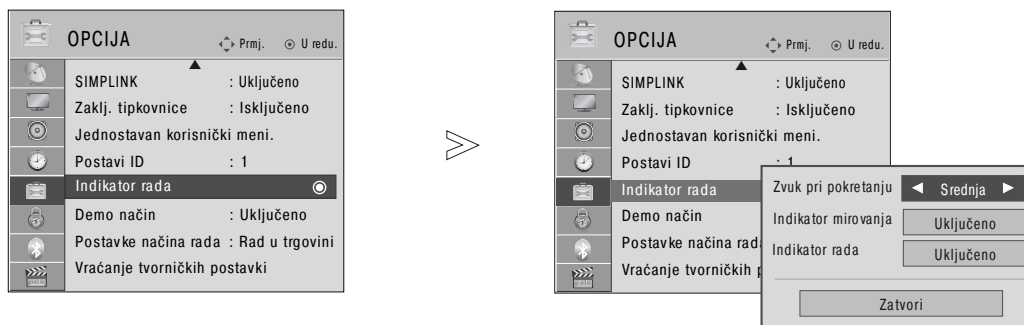 OPCIJA
Prmj.
U redu.
SIMPLINK : Uključeno
Zaklj. tipkovnice : Isključeno
Jednostavan korisnički meni.
Postavi ID : 1
Indikator rada
Demo način : Uključeno
Postavke načina rada : Rad u trgovini
Vraćanje tvorničkih postavki
OPCIJA
Prmj.
U redu.
SIMPLINK : Uključeno
Zaklj. tipkovnice : Isključeno
Jednostavan korisnički meni.
Postavi ID : 1
Indikator rada
Demo način
Postavke načina rada
Vraćanje tvorničkih p
Zvuk pri pokretanju ◄ Srednja ►
Indikator mirovanja Uključeno
Indikator rada Uključeno
Zatvori